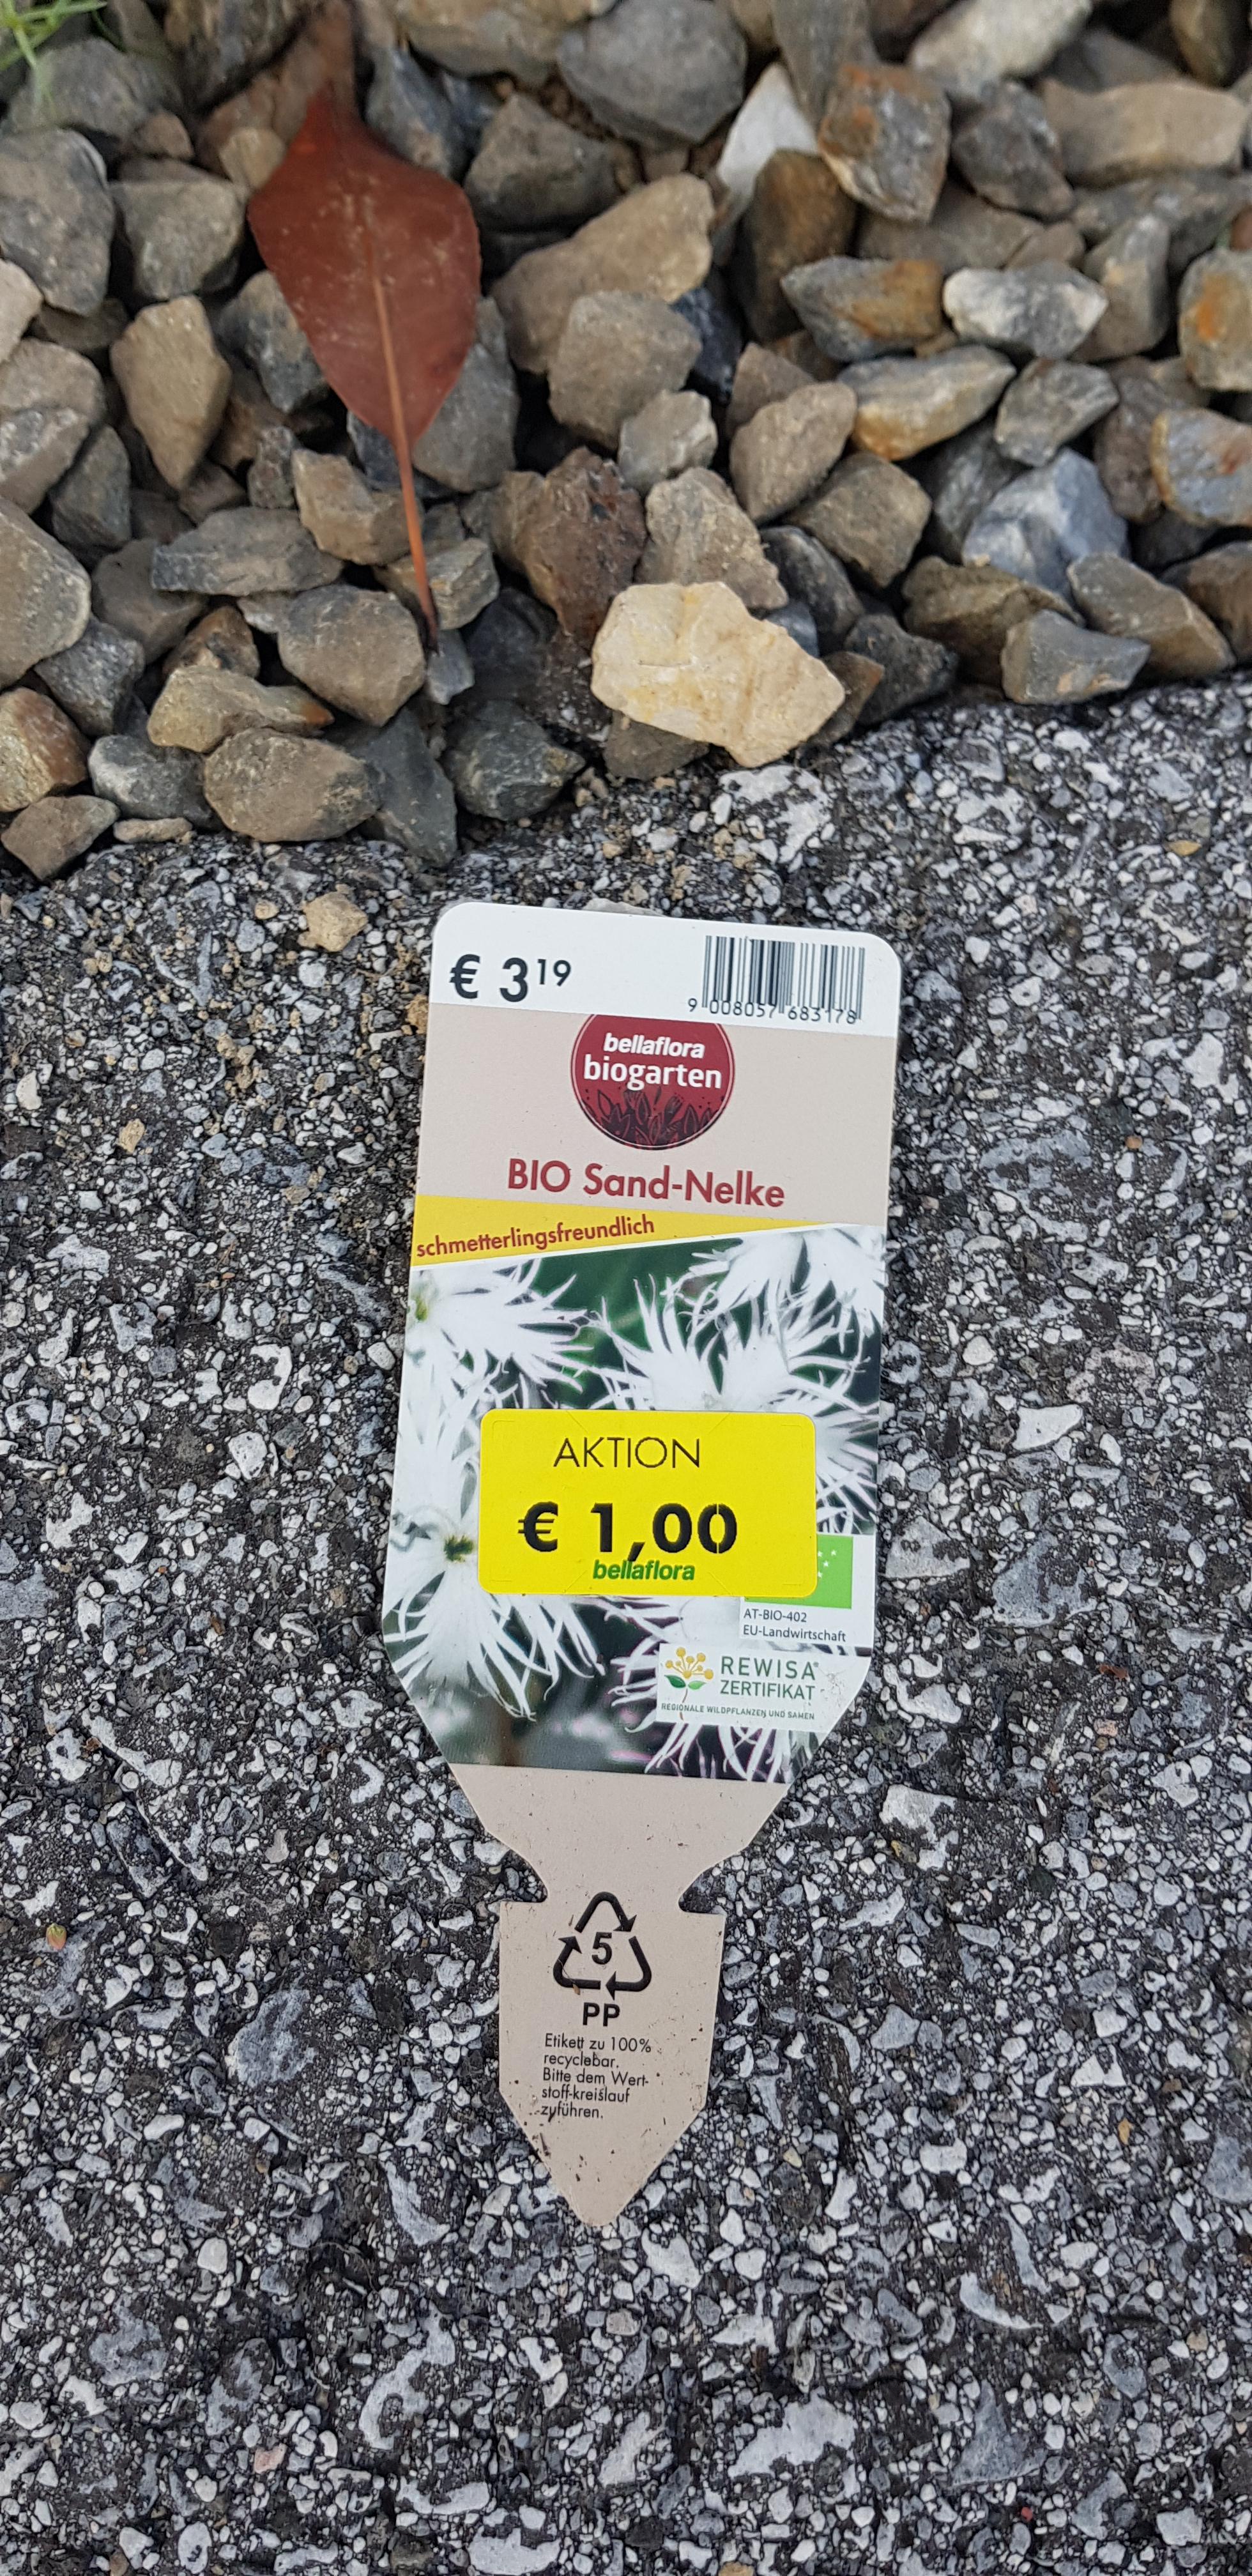 € 3 19
9 008057 683178
bellaflora
biogarten
BIO Sand-Nelke
schmetterlingsfreundlich
AKTION
€ 1,00
bellaflora
AT-BIO-402
EU-Landwirtschaft
REWISA®
ZERTIFIKAT
REGIONALE WILDPFLANZEN UND SAMEN
5
PP
Etikett zu 100%
recyclebar.
Bitte dem Wert-
stoff-kreislauf
zuführen.